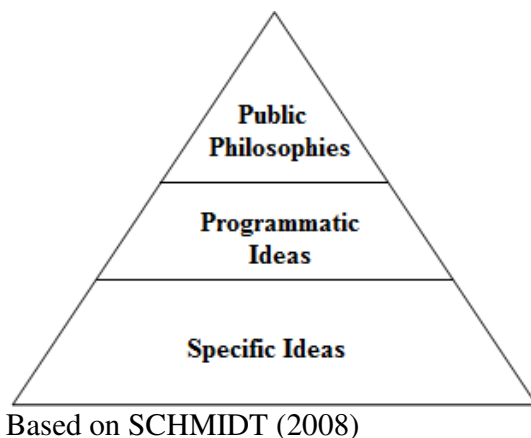 Public
Philosophies
Programmatic
Ideas
Specific Ideas
Based on SCHMIDT (2008)